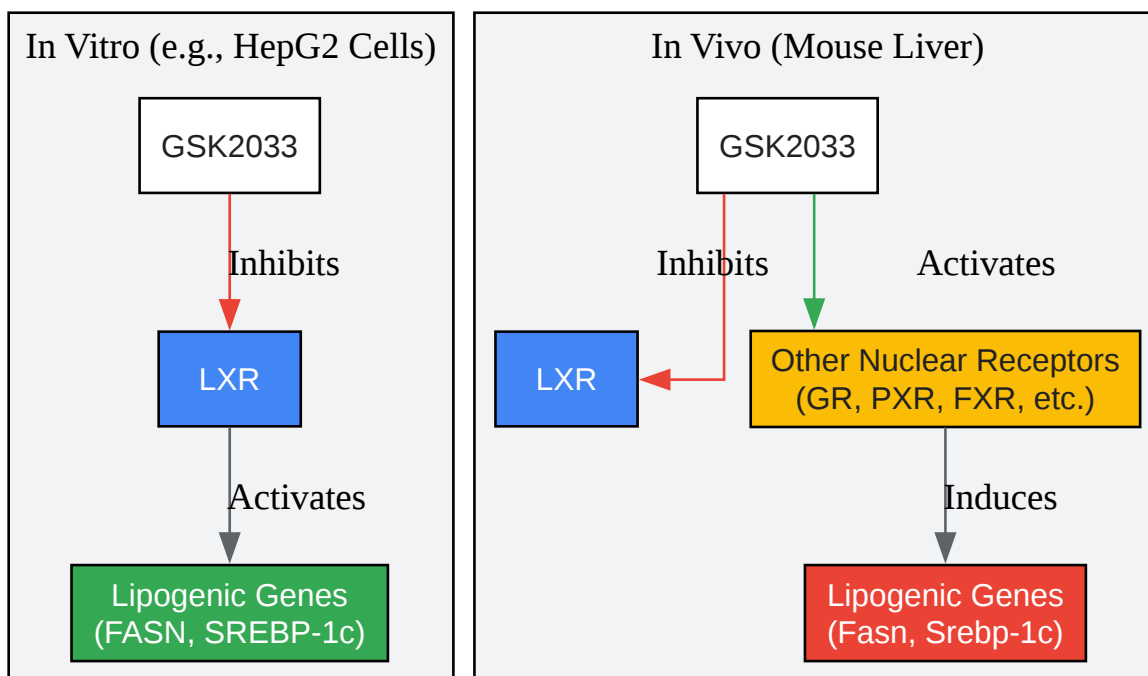 In Vitro (e.g., HepG2 Cells)
GSK2033
Inhibits
LXR
Activates
Lipogenic Genes
(FASN, SREBP-1c)
In Vivo (Mouse Liver)
GSK2033
Inhibits
Activates
LXR
Other Nuclear Receptors
(GR, PXR, FXR, etc.)
Induces
Lipogenic Genes
(Fasn, Srebp-1c)